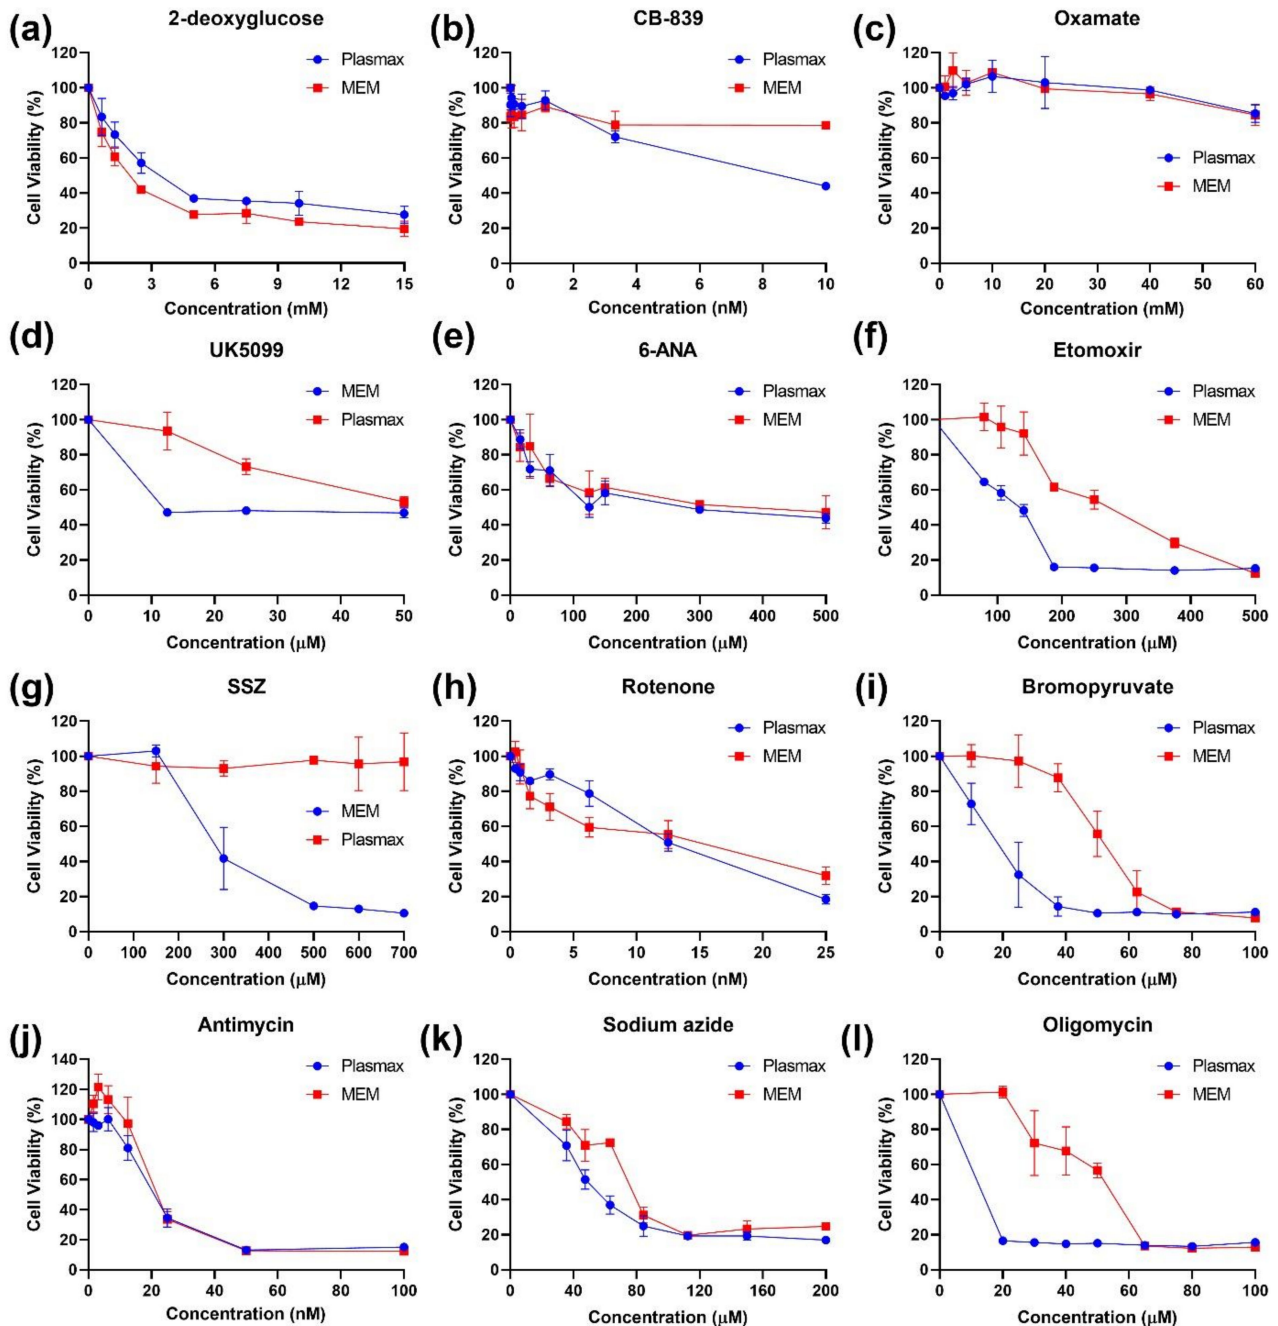 (a)
2-deoxyglucose
Cell Viability (%)
120
100
80
60
40
20
0
0 3 6 9 12 15
Concentration (mM)
Plasmax
MEM
(b)
CB-839
Cell Viability (%)
120
100
80
60
40
20
0
0 2 4 6 8 10
Concentration (nM)
Plasmax
MEM
(c)
Oxamate
Cell Viability (%)
120
100
80
60
40
20
0
0 10 20 30 40 50 60
Concentration (mM)
Plasmax
MEM
(d)
UK5099
Cell Viability (%)
120
100
80
60
40
20
0
0 10 20 30 40 50
Concentration (μM)
MEM
Plasmax
(e)
6-ANA
Cell Viability (%)
120
100
80
60
40
20
0
0 100 200 300 400 500
Concentration (μM)
Plasmax
MEM
(f)
Etomoxir
Cell Viability (%)
120
100
80
60
40
20
0
100 200 300 400 500
Concentration (μM)
Plasmax
MEM
(g)
SSZ
Cell Viability (%)
120
100
80
60
40
20
0
0 100 200 300 400 500 600 700
Concentration (μM)
MEM
Plasmax
(h)
Rotenone
Cell Viability (%)
120
100
80
60
40
20
0
0 5 10 15 20 25
Concentration (nM)
Plasmax
MEM
(i)
Bromopyruvate
Cell Viability (%)
120
100
80
60
40
20
0
0 20 40 60 80 100
Concentration (μM)
Plasmax
MEM
(j)
Antimycin
Cell Viability (%)
140
120
100
80
60
40
20
0
0 20 40 60 80 100
Concentration (nM)
Plasmax
MEM
(k)
Sodium azide
Cell Viability (%)
120
100
80
60
40
20
0
0 40 80 120 160 200
Concentration (μM)
Plasmax
MEM
(l)
Oligomycin
Cell Viability (%)
120
100
80
60
40
20
0
0 20 40 60 80 100
Concentration (μM)
Plasmax
MEM